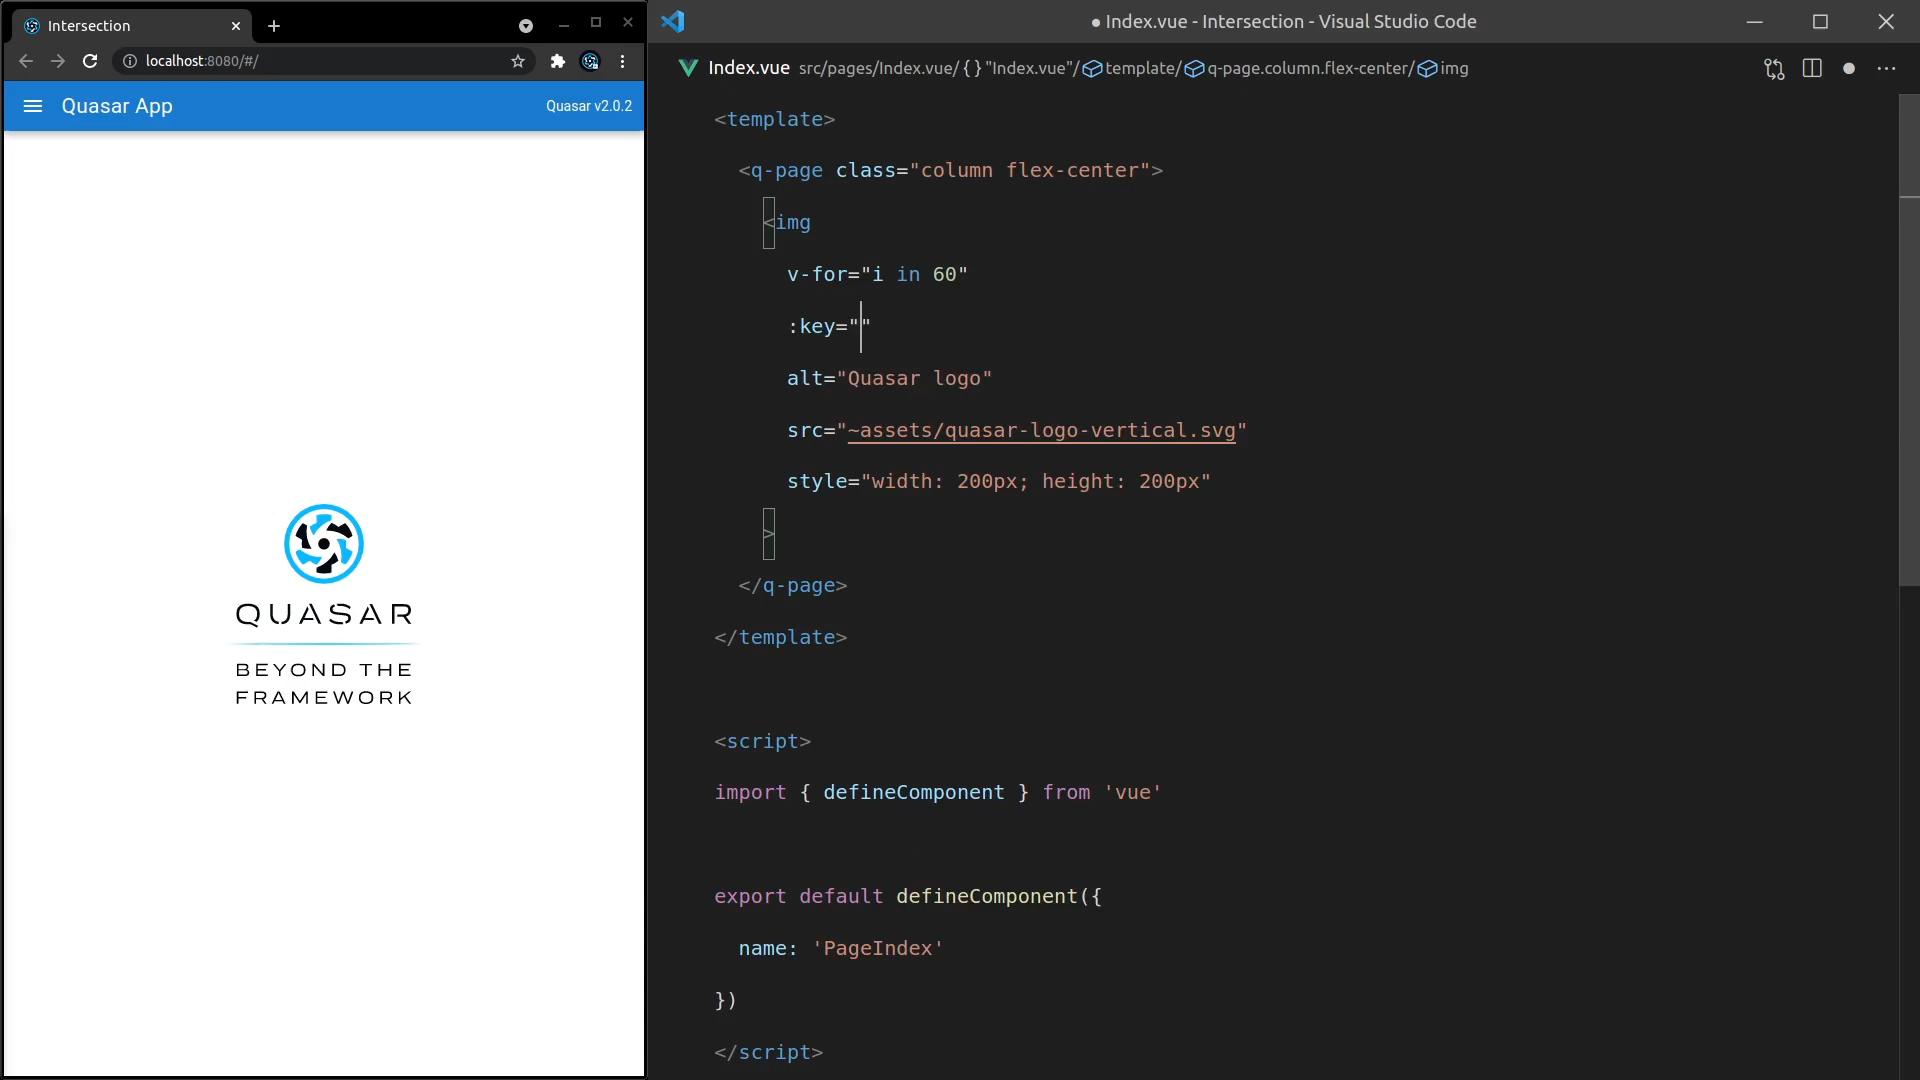 Intersection
localhost:8080/#/
Quasar App
Quasar v2.0.2
QUASAR
BEYOND THE
FRAMEWORK
● Index.vue - Intersection - Visual Studio Code
Index.vue src/pages/Index.vue/{}"Index.vue"/template/q-page.column.flex-center/img
<template>
<q-page class="column flex-center">
<img
v-for="i in 60"
:key=""
alt="Quasar logo"
src="~assets/quasar-logo-vertical.svg"
style="width: 200px; height: 200px"
>
</q-page>
</template>
<script>
import { defineComponent } from 'vue'
export default defineComponent({
name: 'PageIndex'
})
</script>